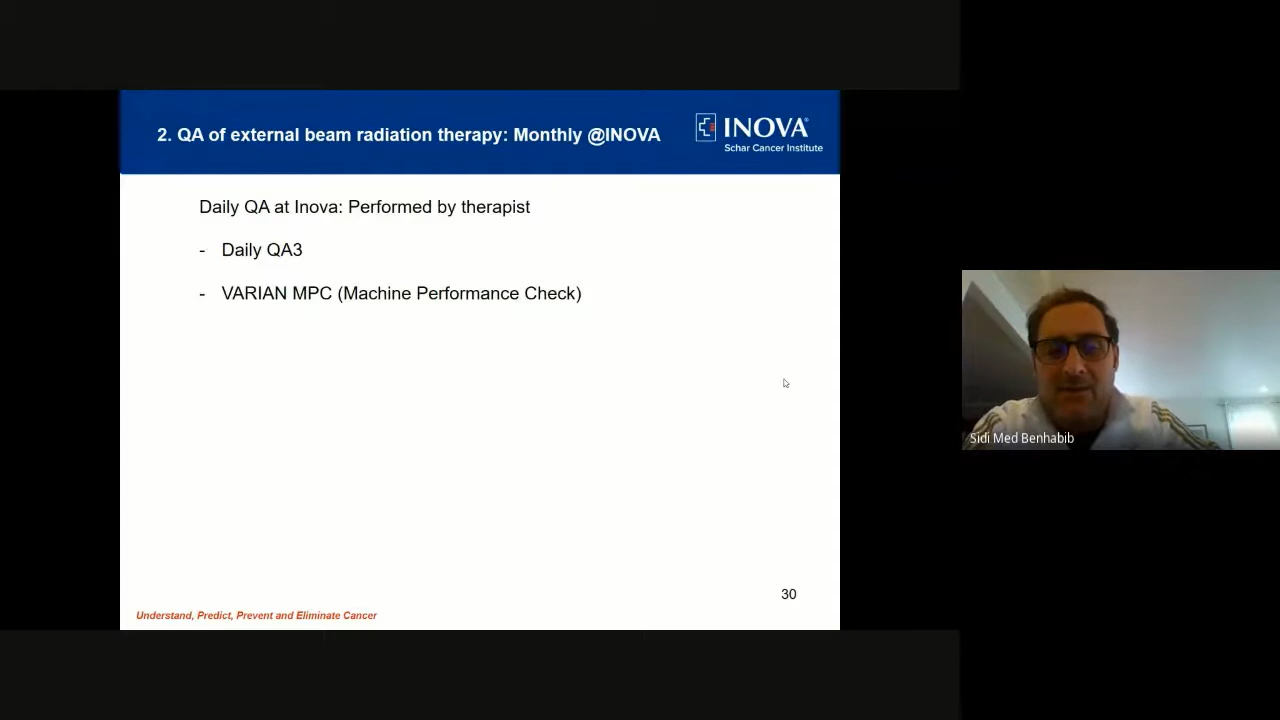 2. QA of external beam radiation therapy: Monthly @INOVA
INOVA®
Schar Cancer Institute
Daily QA at Inova: Performed by therapist
- Daily QA3
- VARIAN MPC (Machine Performance Check)
Sidi Med Benhabib
30
Understand, Predict, Prevent and Eliminate Cancer